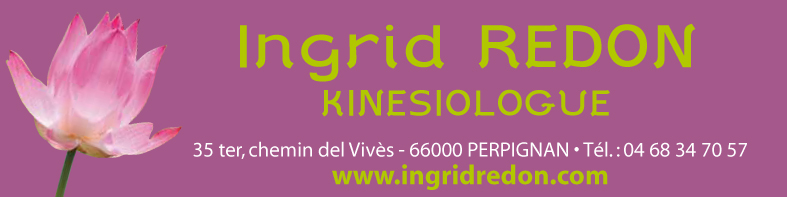 Ingrid REDON
KINESIOLOGUE
35 ter, chemin del Vivès - 66000 PERPIGNAN • Tél. : 04 68 34 70 57
www.ingridredon.com